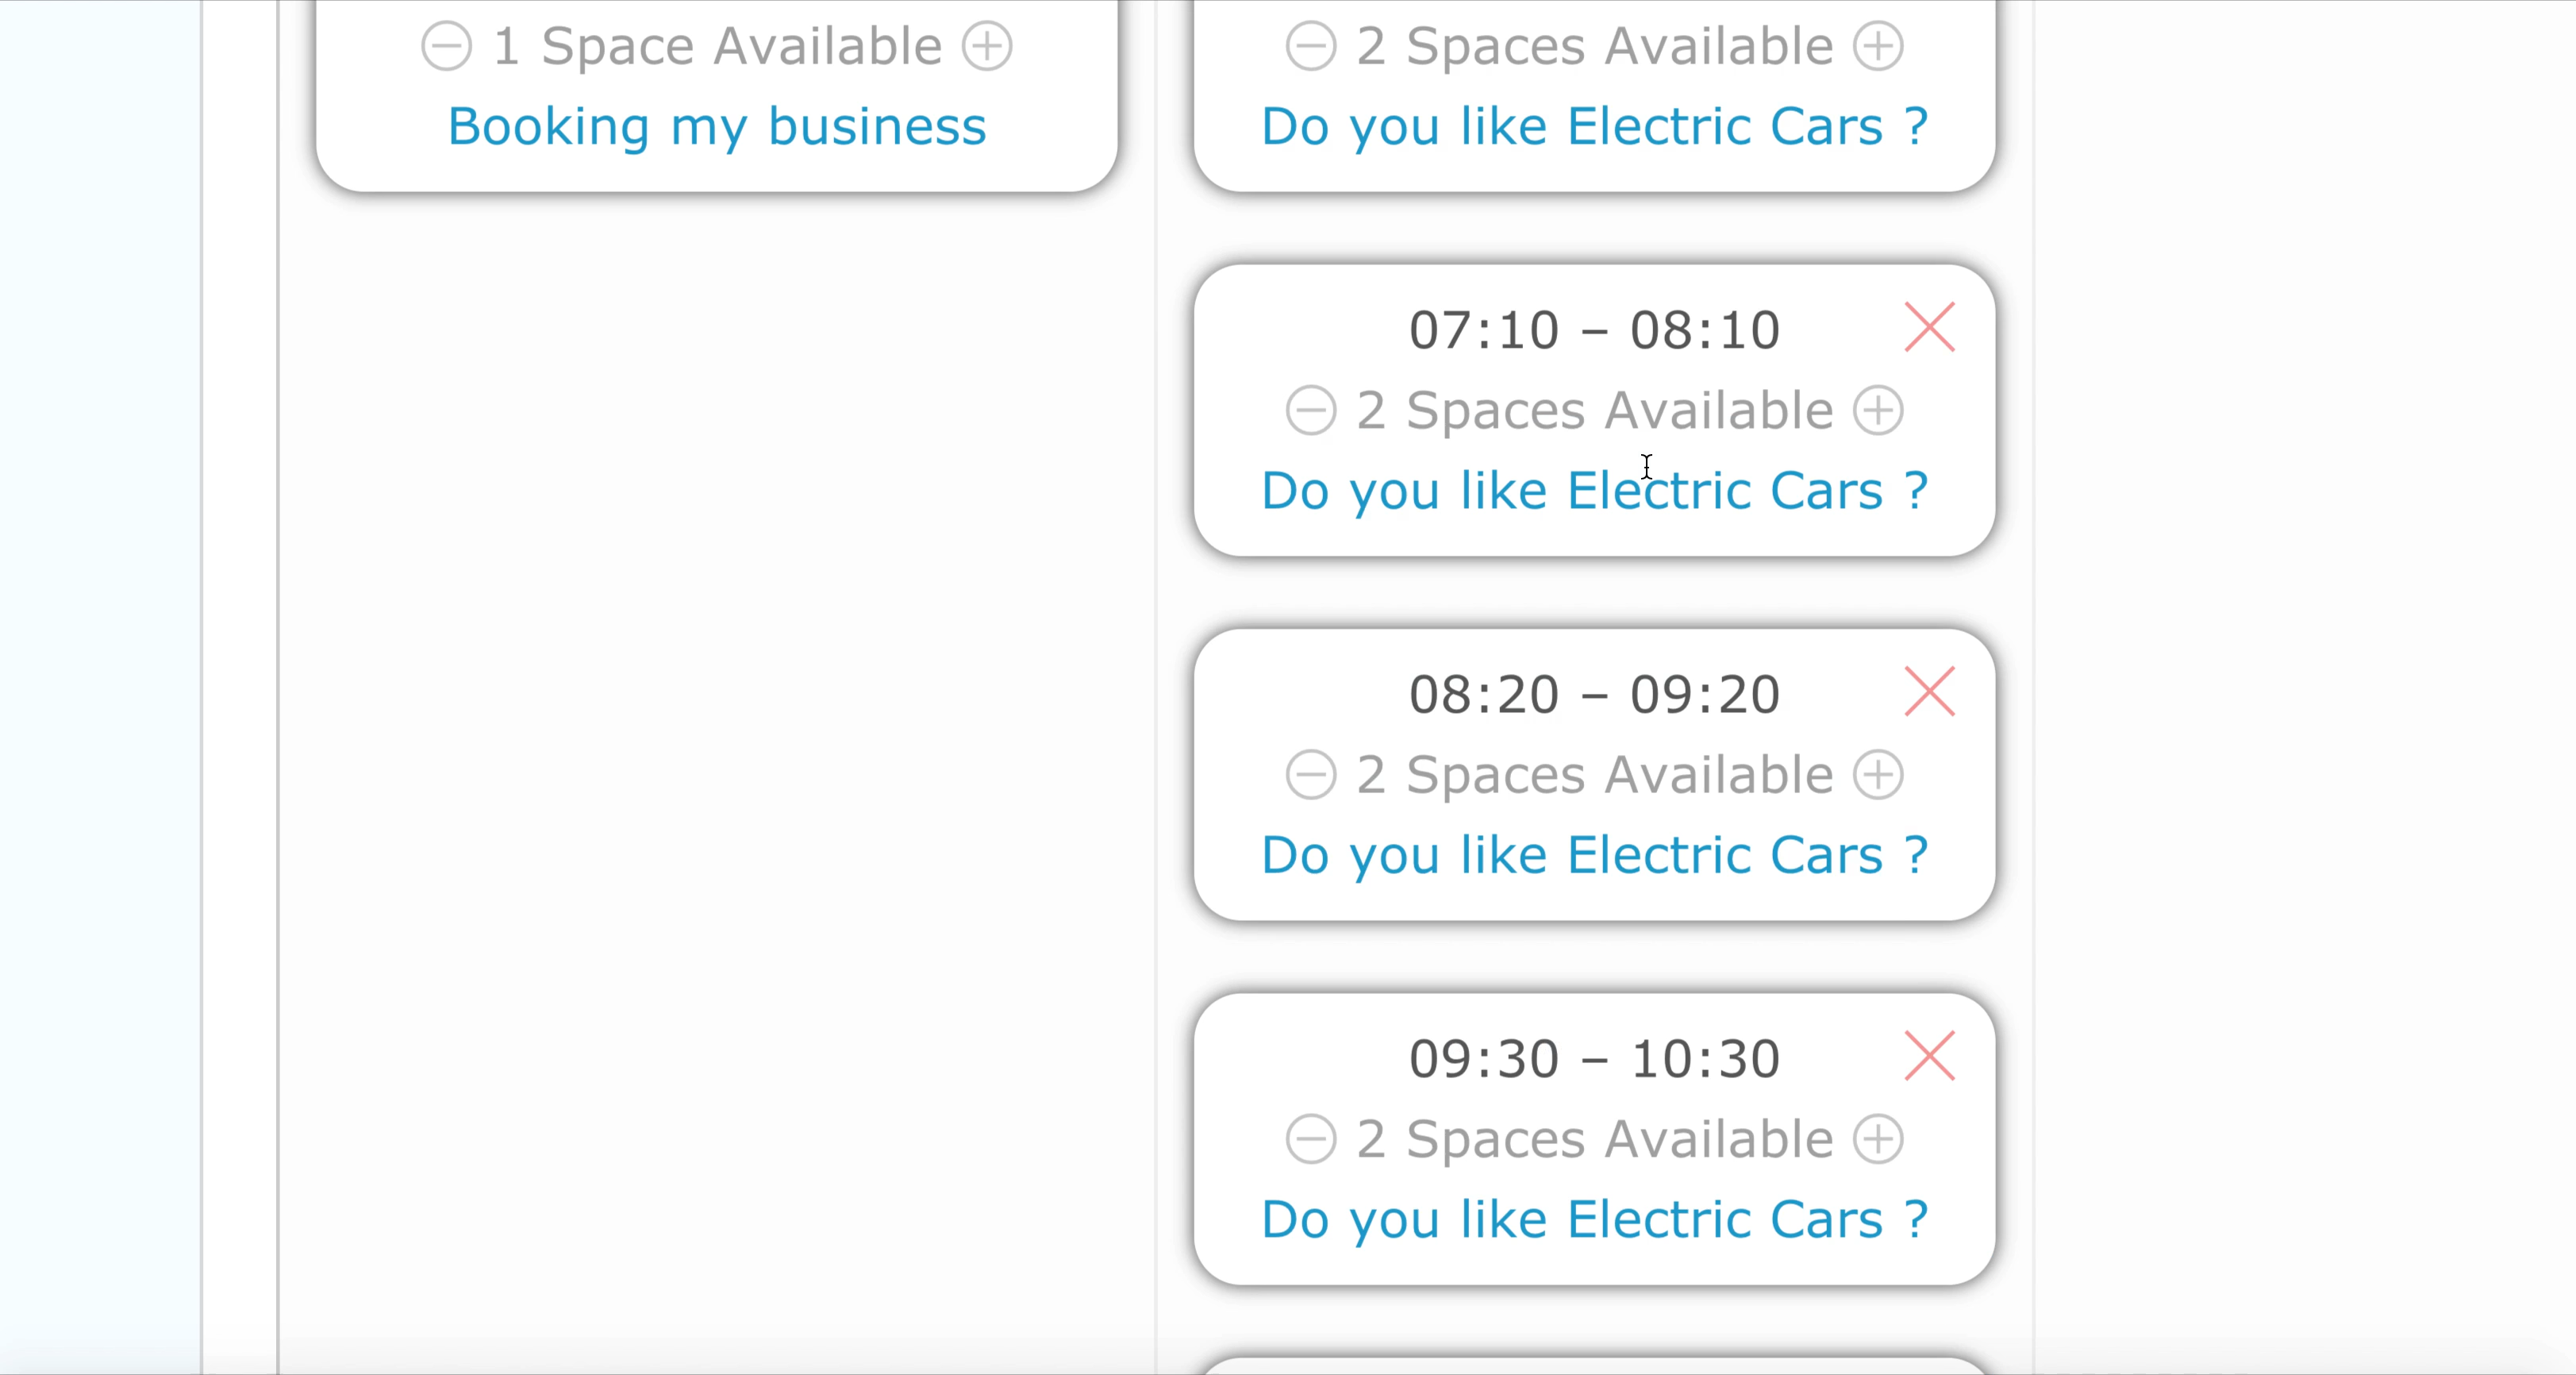 1 Space Available
Booking my business
2 Spaces Available
Do you like Electric Cars ?
07:10 – 08:10
2 Spaces Available
Do you like Electric Cars ?
08:20 – 09:20
2 Spaces Available
Do you like Electric Cars ?
09:30 – 10:30
2 Spaces Available
Do you like Electric Cars ?